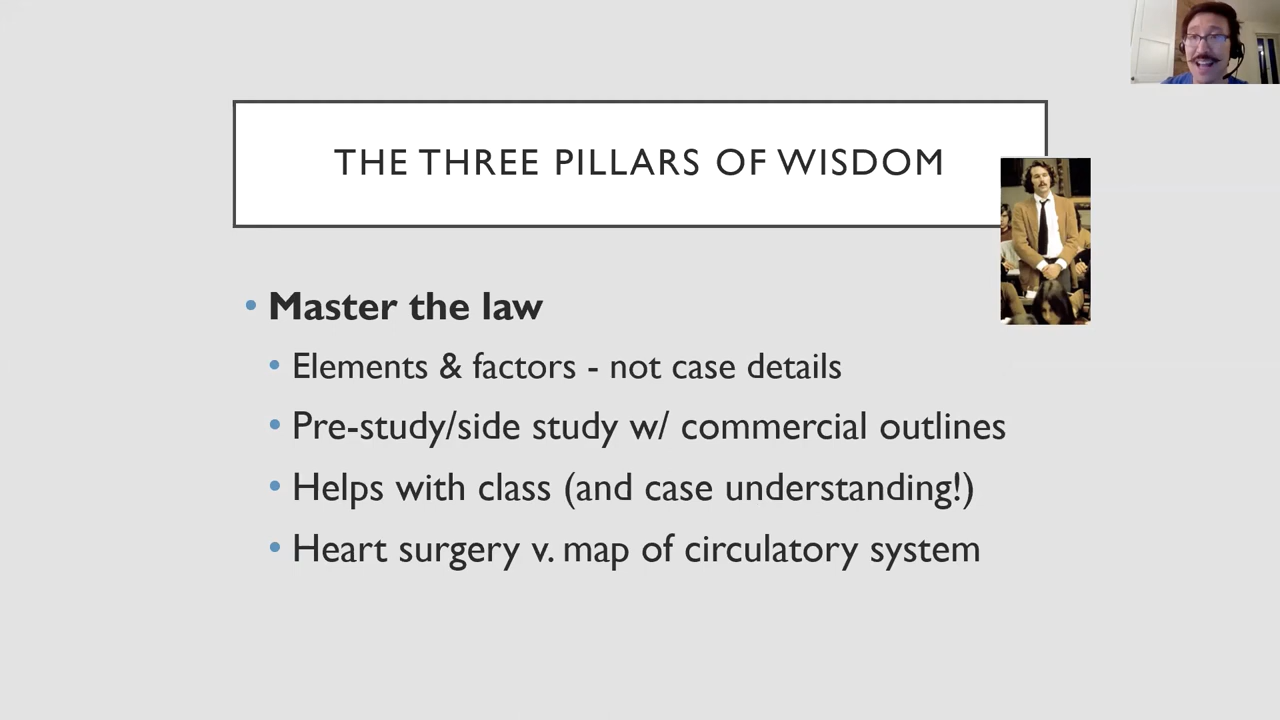 THE THREE PILLARS OF WISDOM
• Master the law
• Elements & factors - not case details
• Pre-study/side study w/ commercial outlines
• Helps with class (and case understanding!)
• Heart surgery v. map of circulatory system